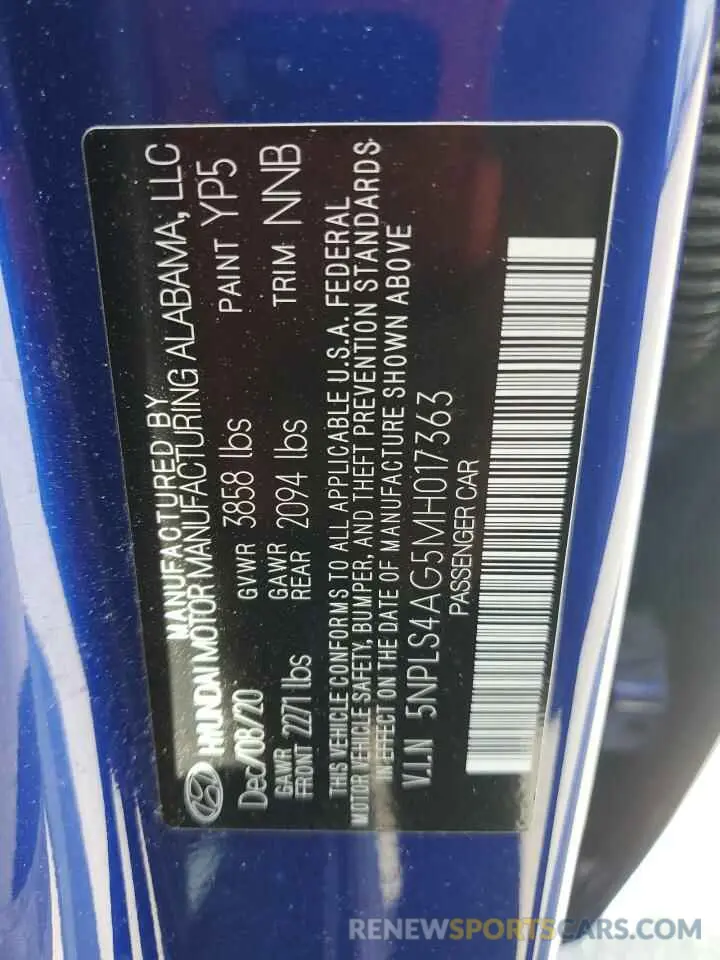 MANUFACTURED BY
HYUNDAI MOTOR MANUFACTURING ALABAMA, LLC
Dec/08/20 GVWR 3858 lbs PAINT YP5
GAWR FRONT 2271 lbs GAWR REAR 2094 lbs TRIM NNB
THIS VEHICLE CONFORMS TO ALL APPLICABLE U.S.A. FEDERAL
MOTOR VEHICLE SAFETY, BUMPER, AND THEFT PREVENTION STANDARDS
IN EFFECT ON THE DATE OF MANUFACTURE SHOWN ABOVE
V.I.N 5NPLS4AG5MH017363
PASSENGER CAR
RENEWSPORTSCARS.COM